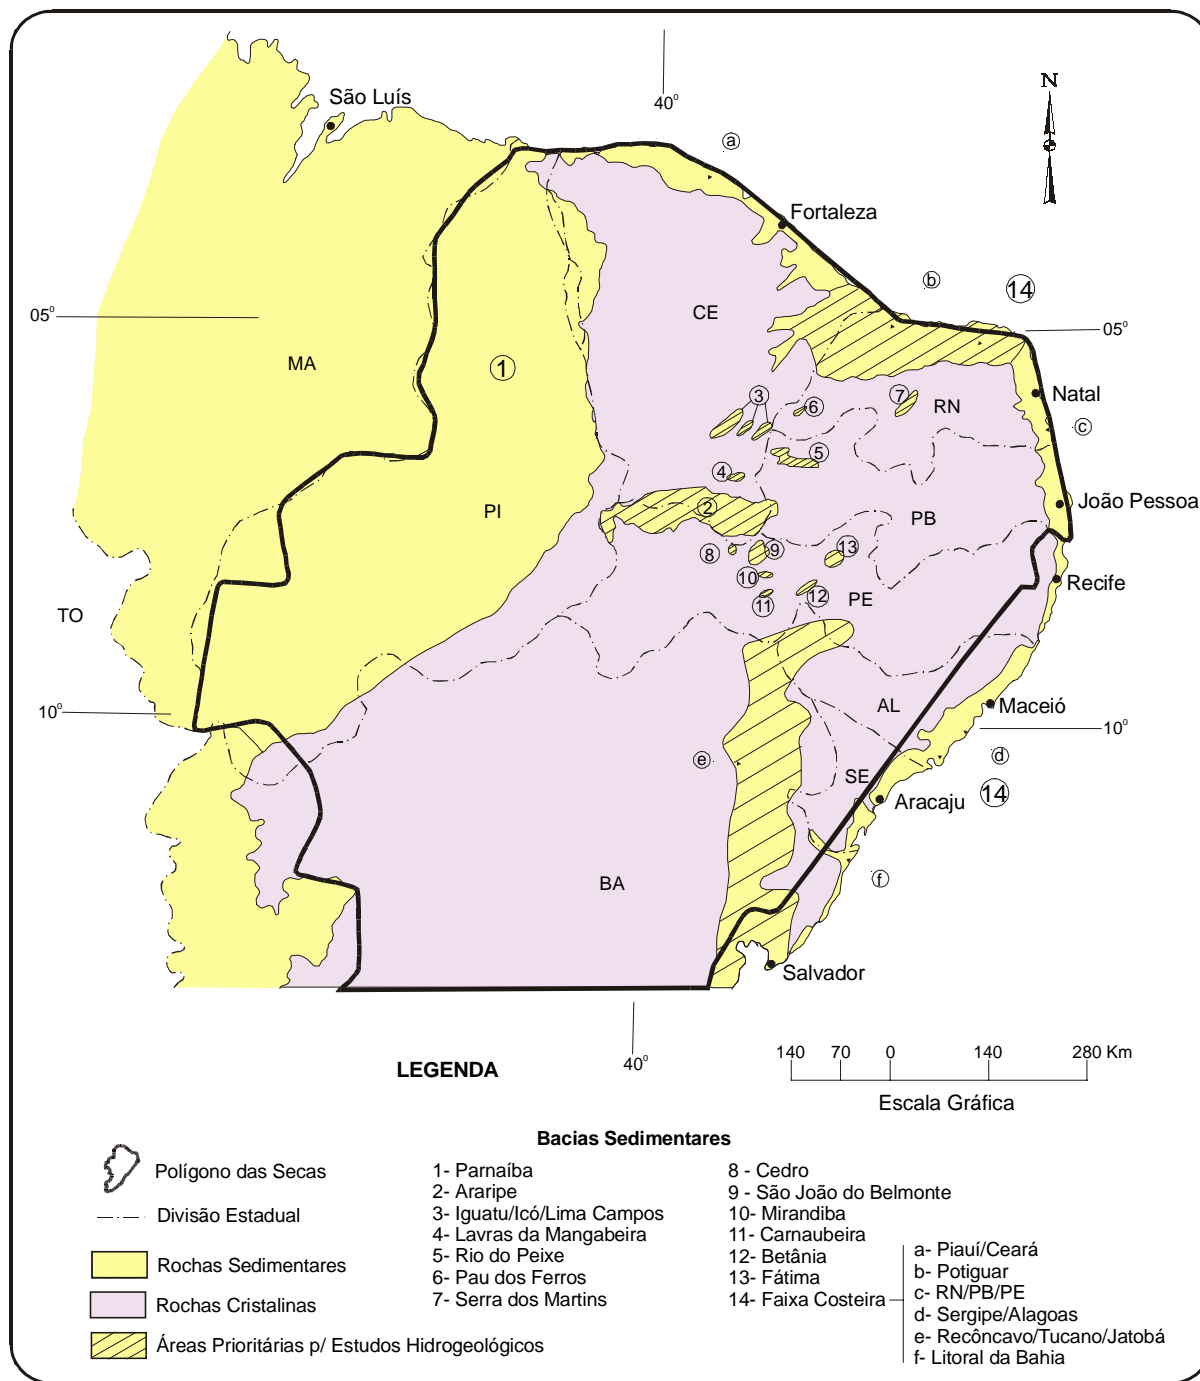 São Luís
40º
N
a
Fortaleza
b
14
05º
05º
CE
MA
1
Natal
3
6
7
RN
c
5
4
João Pessoa
2
PI
PB
8
9
13
10
Recife
TO
11
12
PE
10º
AL
Maceió
10º
e
d
SE
Aracaju
14
BA
f
Salvador
40º
LEGENDA
140 70 0 140 280 Km
Escala Gráfica
Polígono das Secas
Divisão Estadual
Rochas Sedimentares
Rochas Cristalinas
Áreas Prioritárias p/ Estudos Hidrogeológicos
Bacias Sedimentares
1- Parnaíba
2- Araripe
3- Iguatu/Icó/Lima Campos
4- Lavras da Mangabeira
5- Rio do Peixe
6- Pau dos Ferros
7- Serra dos Martins
8 - Cedro
9 - São João do Belmonte
10- Mirandiba
11- Carnaubeira
12- Betânia
13- Fátima
14- Faixa Costeira
a- Piauí/Ceará
b- Potiguar
c- RN/PB/PE
d- Sergipe/Alagoas
e- Recôncavo/Tucano/Jatobá
f- Litoral da Bahia